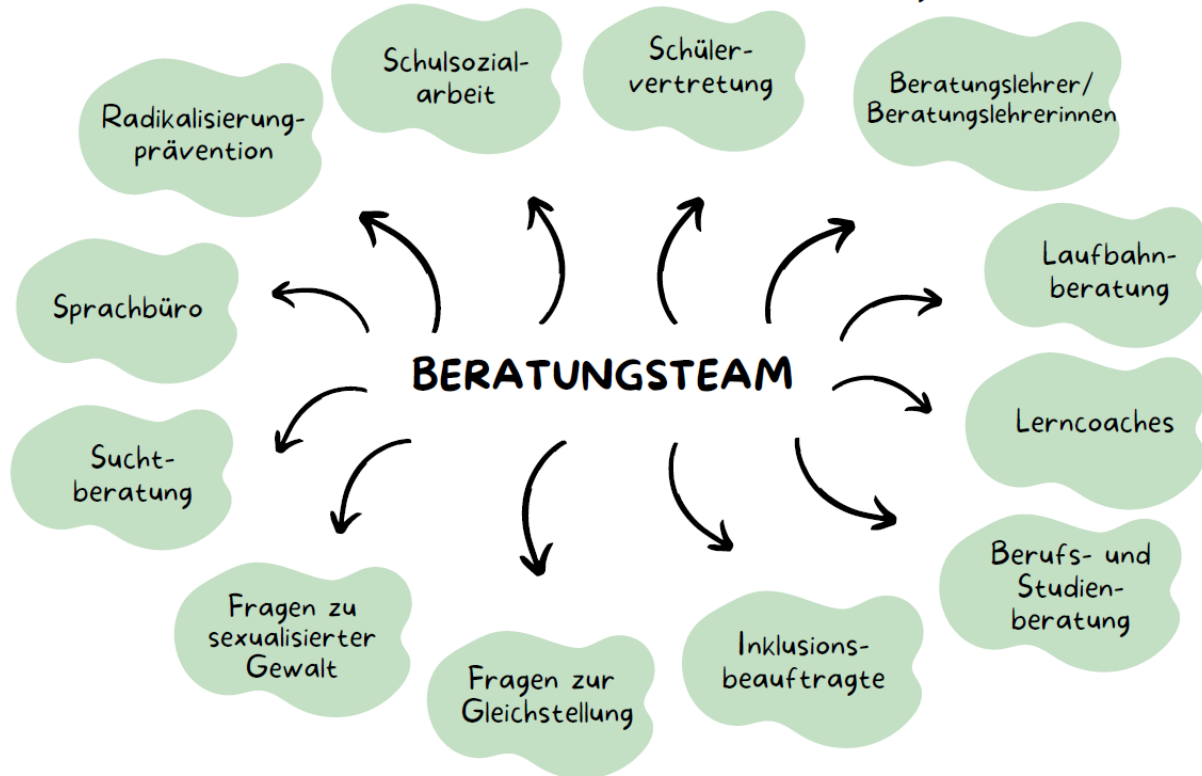 Schulsozial-
arbeit
Schüler-
vertretung
Beratungslehrer/
Beratungslehrerinnen
Radikalisierung-
prävention
Laufbahn-
beratung
Sprachbüro
BERATUNGSTEAM
Lerncoaches
Sucht-
beratung
Berufs- und
Studien-
beratung
Fragen zu
sexualisierter
Gewalt
Inklusions-
beauftragte
Fragen zur
Gleichstellung